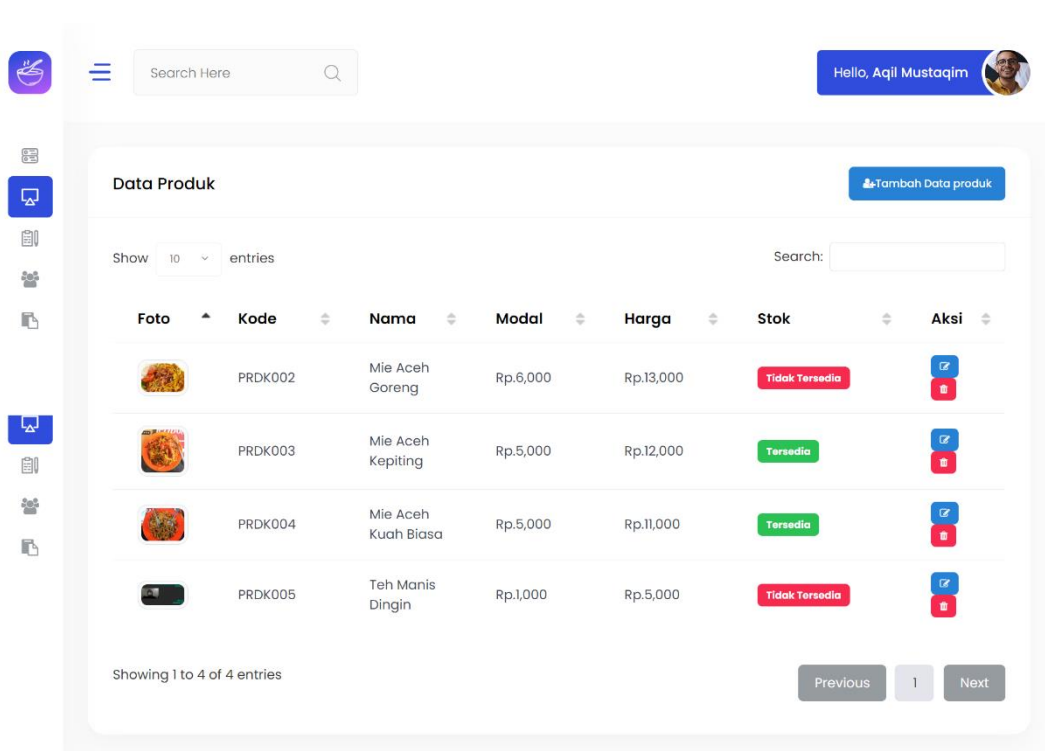 Search Here
Hello, Aqil Mustaqim
Data Produk
Tambah Data produk
Show 10 entries
Search:
Foto Kode Nama Modal Harga Stok Aksi
PRDK002 Mie Aceh Goreng Rp.6,000 Rp.13,000 Tidak Tersedia
PRDK003 Mie Aceh Kepiting Rp.5,000 Rp.12,000 Tersedia
PRDK004 Mie Aceh Kuah Biasa Rp.5,000 Rp.11,000 Tersedia
PRDK005 Teh Manis Dingin Rp.1,000 Rp.5,000 Tidak Tersedia
Showing 1 to 4 of 4 entries
Previous 1 Next